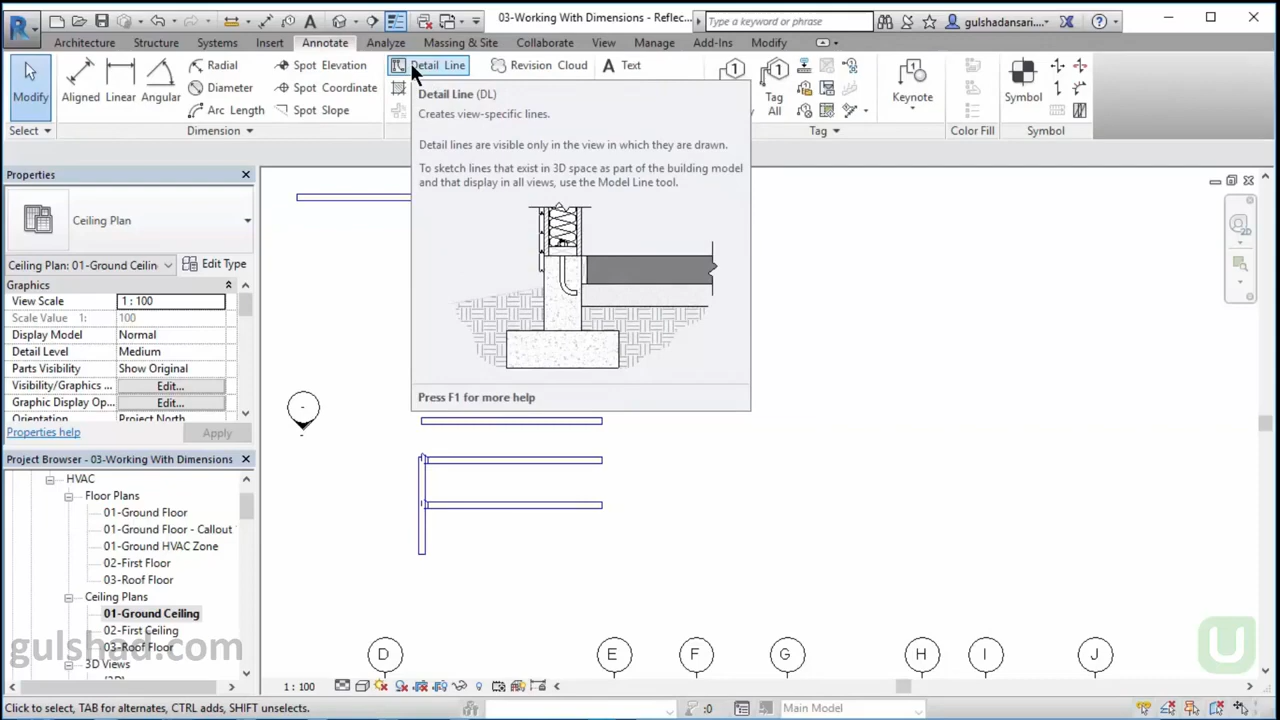 03-Working With Dimensions - Reflec...
Type a keyword or phrase
gulshadansari....
Architecture Structure Systems Insert Annotate Analyze Massing & Site Collaborate View Manage Add-Ins Modify
Modify
Select
Aligned Linear Angular
Radial
Diameter
Arc Length
Spot Elevation
Spot Coordinate
Spot Slope
Dimension
Detail Line
Revision Cloud
Text
Tag All
Tag
Keynote
Color Fill
Symbol
Symbol
Detail Line (DL)
Creates view-specific lines.
Detail lines are visible only in the view in which they are drawn.
To sketch lines that exist in 3D space as part of the building model
and that display in all views, use the Model Line tool.
Press F1 for more help
Properties
Ceiling Plan
Ceiling Plan: 01-Ground Ceilin Edit Type
Graphics
View Scale 1 : 100
Scale Value 1: 100
Display Model Normal
Detail Level Medium
Parts Visibility Show Original
Visibility/Graphics ... Edit...
Graphic Display Op... Edit...
Orientation Project North
Properties help Apply
Project Browser - 03-Working With Dimensions
HVAC
Floor Plans
01-Ground Floor
01-Ground Floor - Callout
01-Ground HVAC Zone
02-First Floor
03-Roof Floor
Ceiling Plans
01-Ground Ceiling
02-First Ceiling
03-Roof Floor
3D Views
gulshad.com
D E F G H I J
U
1 : 100
Click to select, TAB for alternates, CTRL adds, SHIFT unselects.
:0
Main Model
2D